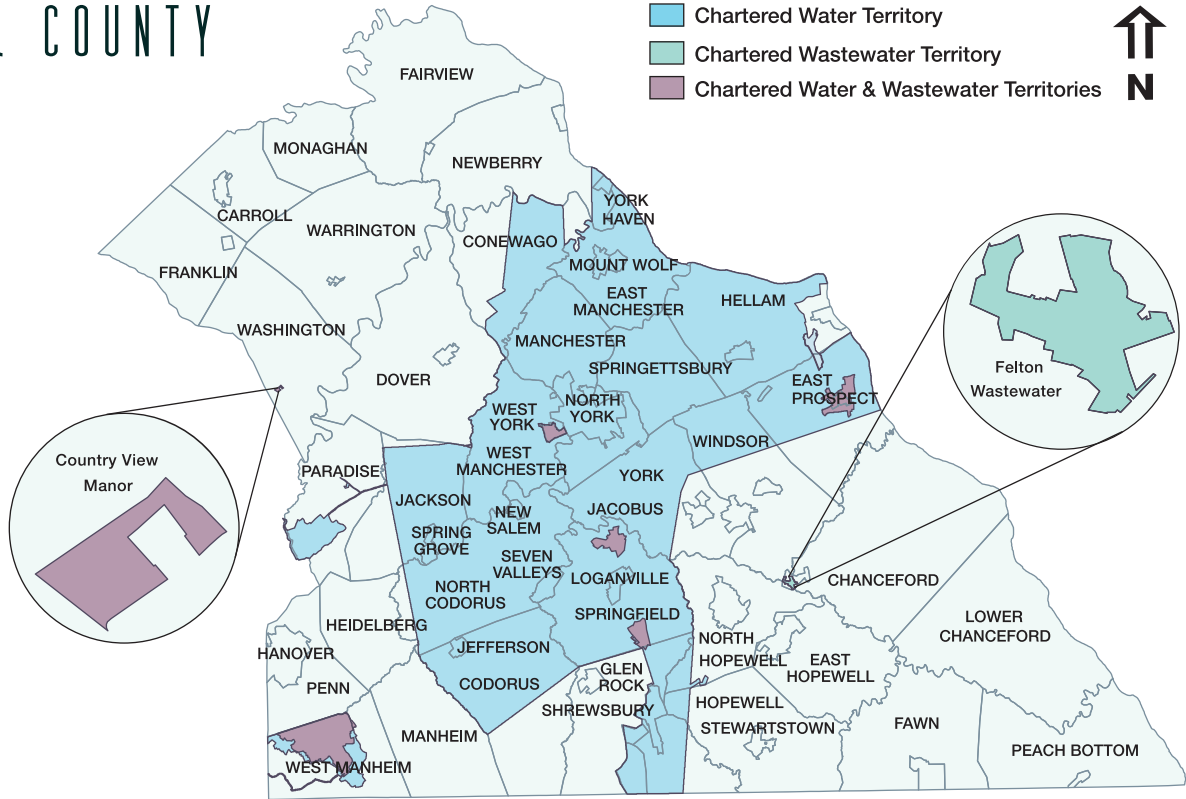 COUNTY
Chartered Water Territory
Chartered Wastewater Territory
Chartered Water & Wastewater Territories
N
FAIRVIEW
MONAGHAN
NEWBERRY
CARROLL
WARRINGTON
YORK
HAVEN
CONEWAGO
FRANKLIN
MOUNT WOLF
EAST
MANCHESTER
HELLAM
WASHINGTON
MANCHESTER
SPRINGETTSBURY
DOVER
EAST
PROSPECT
Felton
Wastewater
WEST
YORK
NORTH
YORK
WINDSOR
WEST
MANCHESTER
Country View
Manor
PARADISE
YORK
JACKSON
JACOBUS
NEW
SALEM
SPRING
GROVE
SEVEN
VALLEYS
LOGANVILLE
CHANCEFORD
NORTH
CODORUS
SPRINGFIELD
LOWER
CHANCEFORD
HEIDELBERG
NORTH
HOPEWELL
JEFFERSON
HANOVER
EAST
HOPEWELL
GLEN
ROCK
PENN
CODORUS
HOPEWELL
SHREWSBURY
STEWARTSTOWN
FAWN
MANHEIM
PEACH BOTTOM
WEST MANHEIM